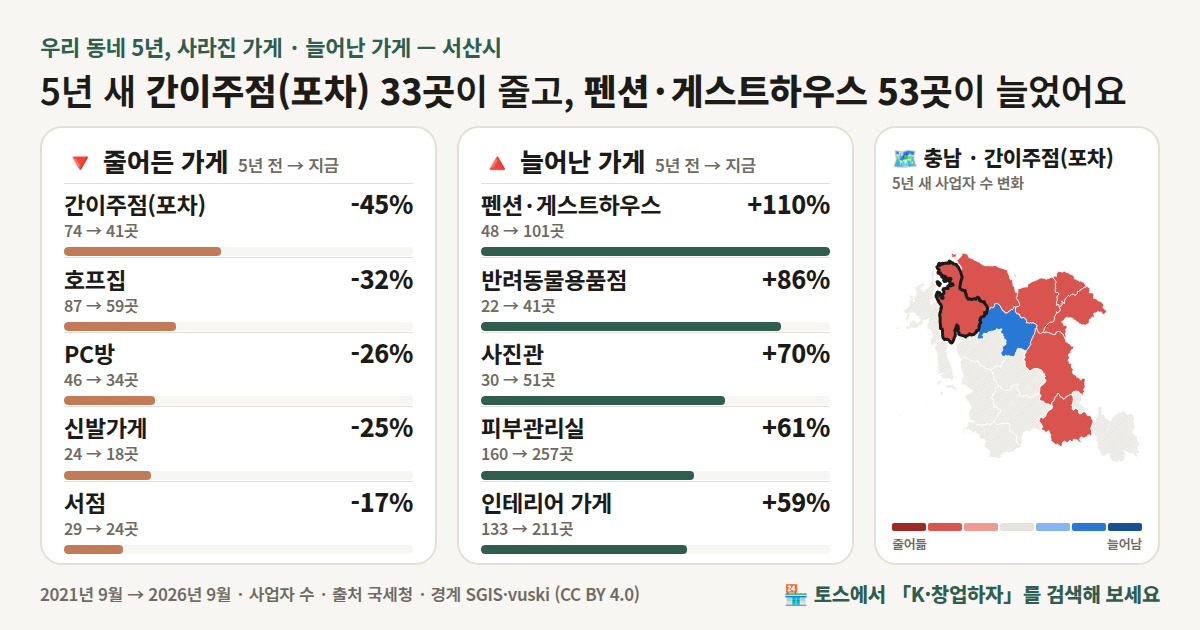 우리 동네 5년, 사라진 가게 · 늘어난 가게 — 서산시
5년 새 간이주점(포차) 33곳이 줄고, 펜션·게스트하우스 53곳이 늘었어요
🔻 줄어든 가게 5년 전 → 지금
간이주점(포차) -45%
74 → 41곳
호프집 -32%
87 → 59곳
PC방 -26%
46 → 34곳
신발가게 -25%
24 → 18곳
서점 -17%
29 → 24곳
🔺 늘어난 가게 5년 전 → 지금
펜션·게스트하우스 +110%
48 → 101곳
반려동물용품점 +86%
22 → 41곳
사진관 +70%
30 → 51곳
피부관리실 +61%
160 → 257곳
인테리어 가게 +59%
133 → 211곳
🗺️ 충남 · 간이주점(포차)
5년 새 사업자 수 변화
줄어듦 늘어남
2021년 9월 → 2026년 9월 · 사업자 수 · 출처 국세청 · 경계 SGIS·vuski (CC BY 4.0)
🏪 토스에서 「K·창업하자」를 검색해 보세요